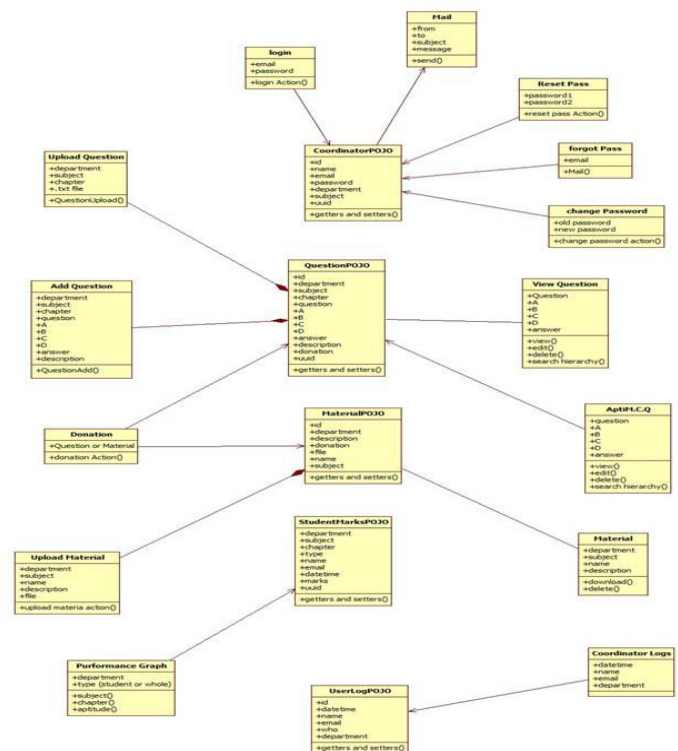 Mail
+from
+to
+subject
+message
+send()
login
+email
+password
+login Action()
Reset Pass
+password1
+password2
+reset pass Action()
CoordinatorPOJO
+id
+name
+email
+password
+department
+subject
+uuid
+getters and setters()
forgot Pass
+email
+Mail()
Upload Question
+department
+subject
+chapter
+.txt file
+QuestionUpload()
change Password
+old password
+new password
+change password action()
QuestionPOJO
+id
+department
+subject
+chapter
+question
+A
+B
+C
+D
+answer
+description
+donation
+uuid
+getters and setters()
Add Question
+department
+subject
+chapter
+question
+A
+B
+C
+D
+answer
+description
+QuestionAdd()
View Question
+Question
+A
+B
+C
+D
+answer
+view()
+edit()
+delete()
+search hierarchy()
AptiM.C.Q
+question
+A
+B
+C
+D
+answer
+view()
+edit()
+delete()
+search hierarchy()
Donation
+Question or Material
+donation Action()
MaterialPOJO
+id
+department
+description
+donation
+file
+name
+subject
+getters and setters()
StudentMarksPOJO
+department
+subject
+chapter
+type
+name
+email
+datetime
+marks
+uuid
+getters and setters()
Material
+department
+subject
+name
+description
+download()
+delete()
Upload Material
+department
+subject
+name
+description
+file
+upload materia action()
Purformance Graph
+department
+type (student or whole)
+subject()
+chapter()
+aptitude()
Coordinator Logs
+datetime
+name
+email
+department
UserLogPOJO
+id
+datetime
+name
+email
+who
+department
+getters and setters()